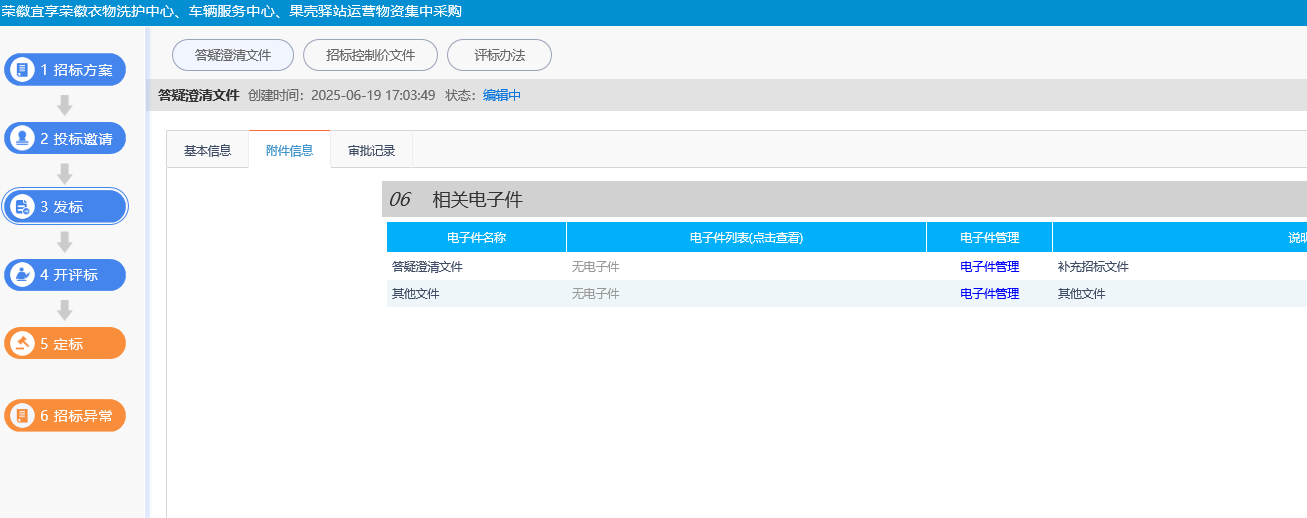 荣徽宜享荣徽衣物洗护中心、车辆服务中心、果壳驿站运营物资集中采购
1 招标方案
2 投标邀请
3 发标
4 开评标
5 定标
6 招标异常
答疑澄清文件 招标控制价文件 评标办法
答疑澄清文件 创建时间：2025-06-19 17:03:49 状态：编辑中
基本信息 附件信息 审批记录
06 相关电子件
电子件名称 电子件列表(点击查看) 电子件管理 说
答疑澄清文件 无电子件 电子件管理 补充招标文件
其他文件 无电子件 电子件管理 其他文件